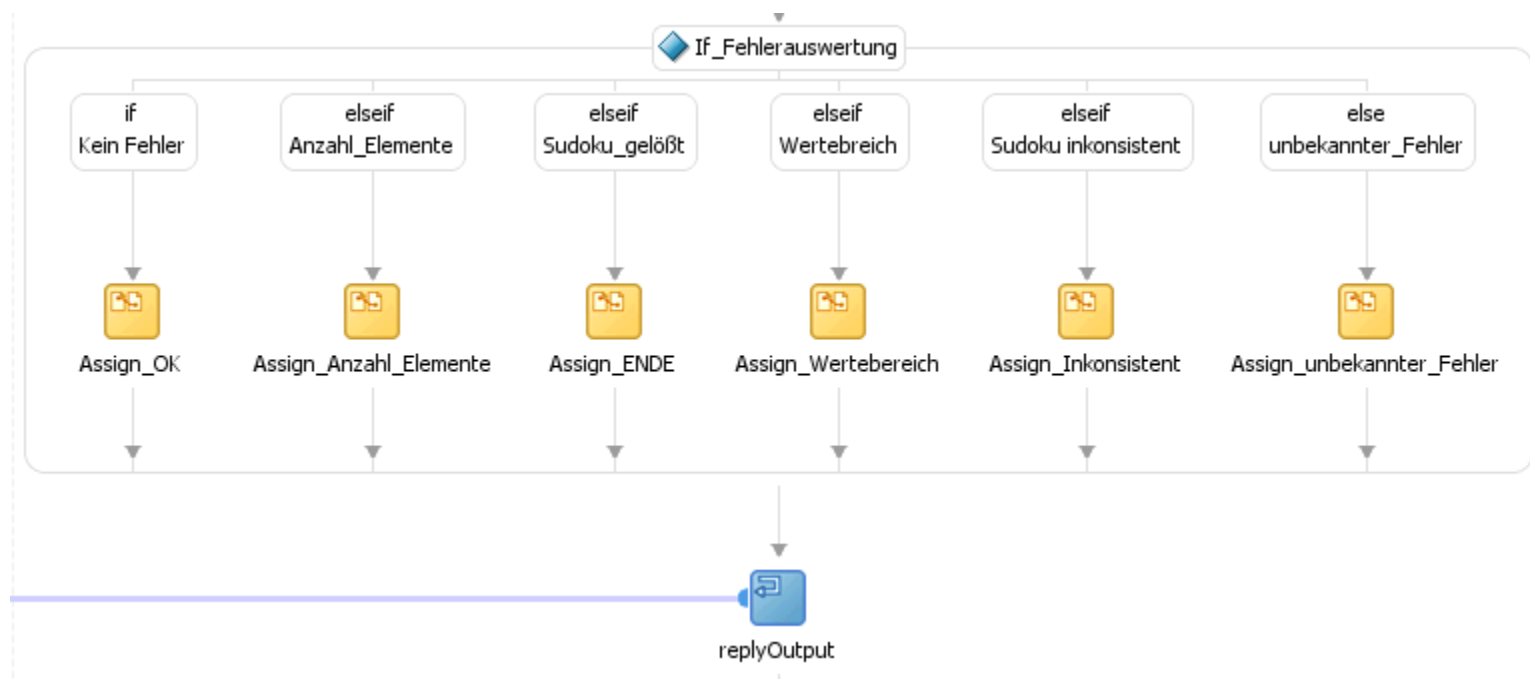 If_Fehlerauswertung
if
Kein Fehler
elseif
Anzahl_Elemente
elseif
Sudoku_gelößt
elseif
Wertebreich
elseif
Sudoku inkonsistent
else
unbekannter_Fehler
Assign_OK
Assign_Anzahl_Elemente
Assign_ENDE
Assign_Wertebereich
Assign_Inkonsistent
Assign_unbekannter_Fehler
replyOutput